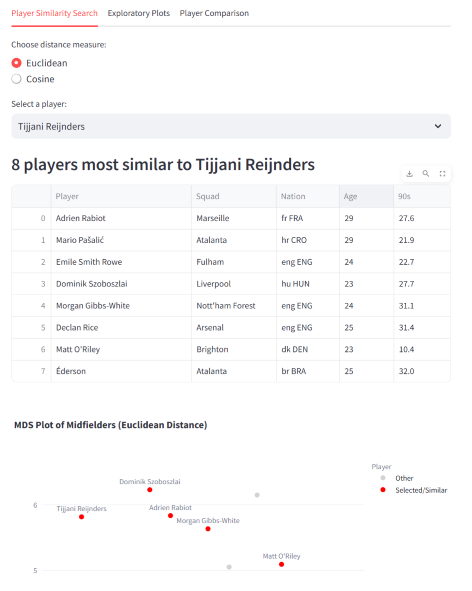 Player Similarity Search Exploratory Plots Player Comparison
Choose distance measure:
Euclidean
Cosine
Select a player:
Tijjani Reijnders
8 players most similar to Tijjani Reijnders
Player Squad Nation Age 90s
0 Adrien Rabiot Marseille fr FRA 29 27.6
1 Mario Pašalić Atalanta hr CRO 29 21.9
2 Emile Smith Rowe Fulham eng ENG 24 22.7
3 Dominik Szoboszlai Liverpool hu HUN 23 27.7
4 Morgan Gibbs-White Nott'ham Forest eng ENG 24 31.1
5 Declan Rice Arsenal eng ENG 25 31.4
6 Matt O'Riley Brighton dk DEN 23 10.4
7 Éderson Atalanta br BRA 25 32.0
MDS Plot of Midfielders (Euclidean Distance)
Player
Other
Selected/Similar
Dominik Szoboszlai
6
Tijjani Reijnders
Adrien Rabiot
Morgan Gibbs-White
Matt O'Riley
5